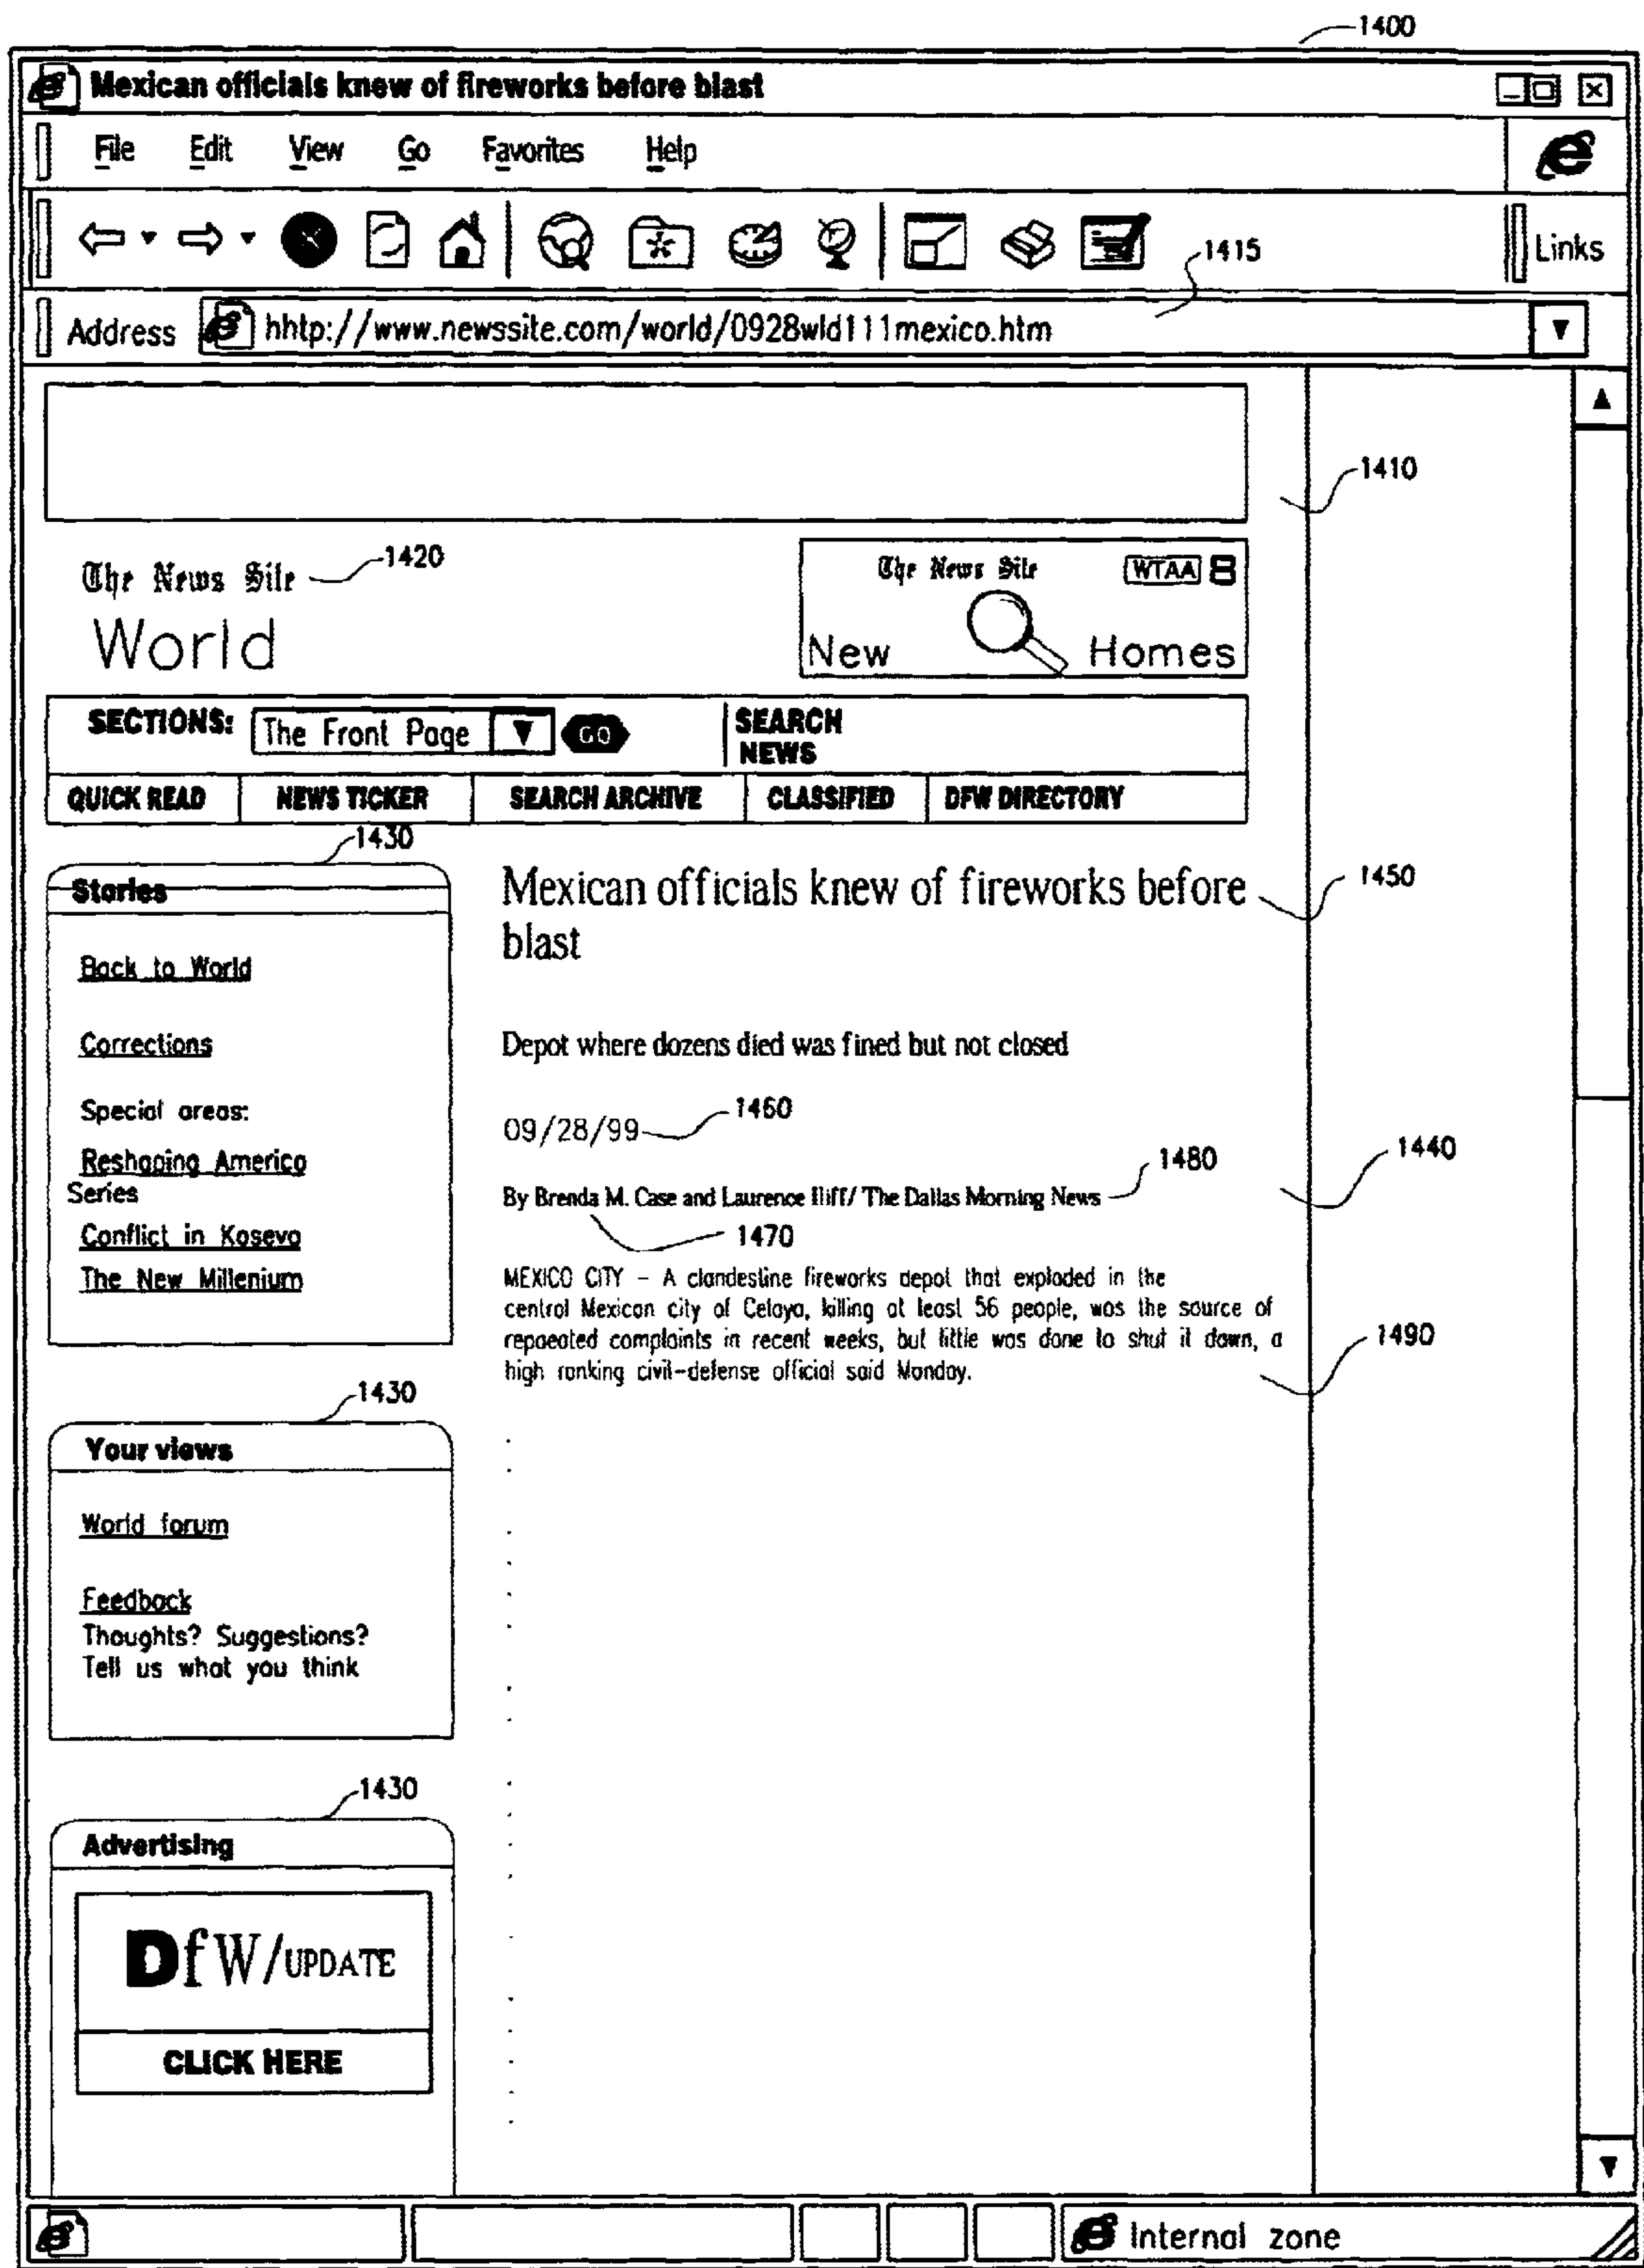 1400
Mexican officials knew of fireworks before blast
File Edit View Go Favorites Help
1415
Links
Address hhtp://www.newssite.com/world/0928wld111mexico.htm
1410
The News Site 1420
World
The News Site WTAA 8
New Homes
SECTIONS: The Front Page GO SEARCH
NEWS
QUICK READ NEWS TICKER SEARCH ARCHIVE CLASSIFIED DFW DIRECTORY
1430
Stories
Back to World
Corrections
Special areas:
Reshaping America
Series
Conflict in Kosevo
The New Millenium
Mexican officials knew of fireworks before 1450
blast
Depot where dozens died was fined but not closed
09/28/99 1460
1480
1440
By Brenda M. Case and Laurence Iliff/ The Dallas Morning News
1470
MEXICO CITY - A clandestine fireworks depot that exploded in the
central Mexican city of Celaya, killing at least 56 people, was the source of
repaeated complaints in recent weeks, but little was done to shut it down, a
high ranking civil-defense official said Monday.
1490
1430
Your views
World forum
Feedback
Thoughts? Suggestions?
Tell us what you think
1430
Advertising
DfW/UPDATE
CLICK HERE
Internal zone